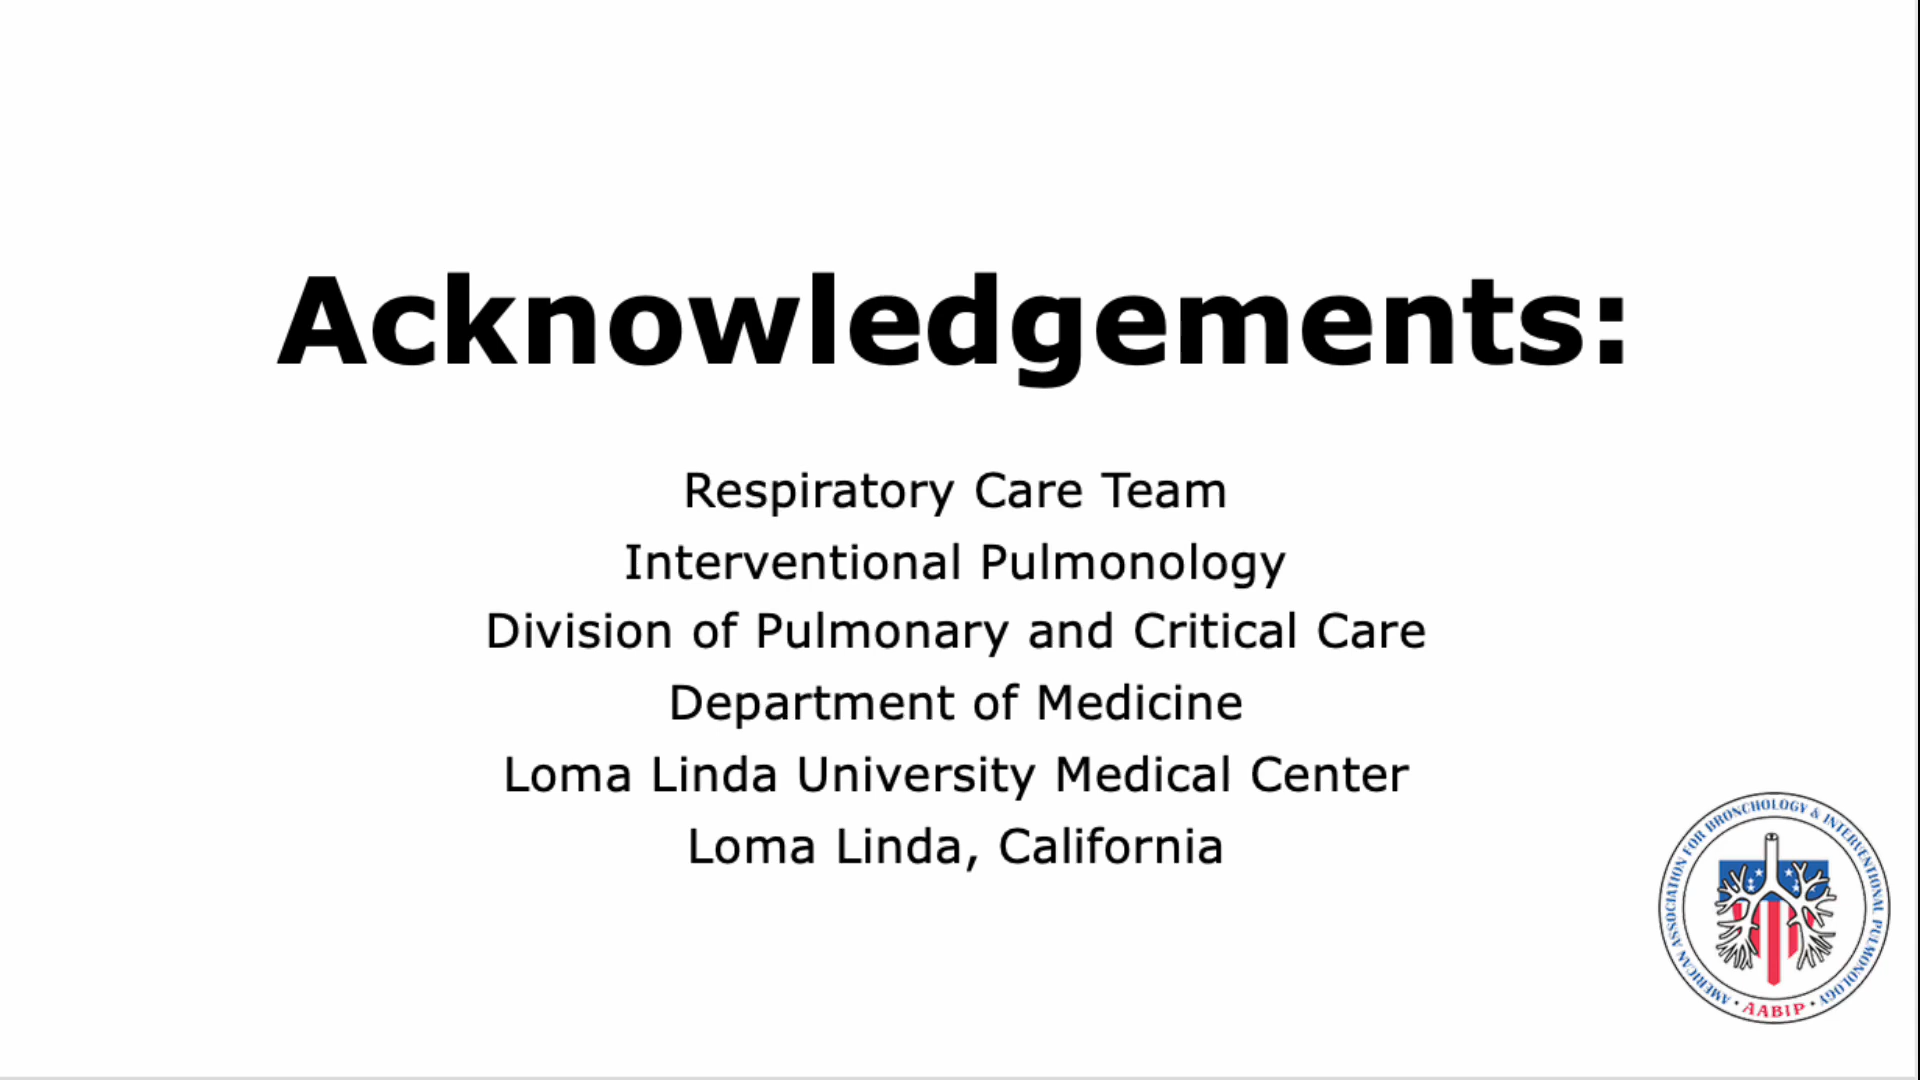 Acknowledgements:
Respiratory Care Team
Interventional Pulmonology
Division of Pulmonary and Critical Care
Department of Medicine
Loma Linda University Medical Center
Loma Linda, California
AMERICAN ASSOCIATION FOR BRONCHOLOGY & INTERVENTIONAL PULMONOLOGY
• AABIP •